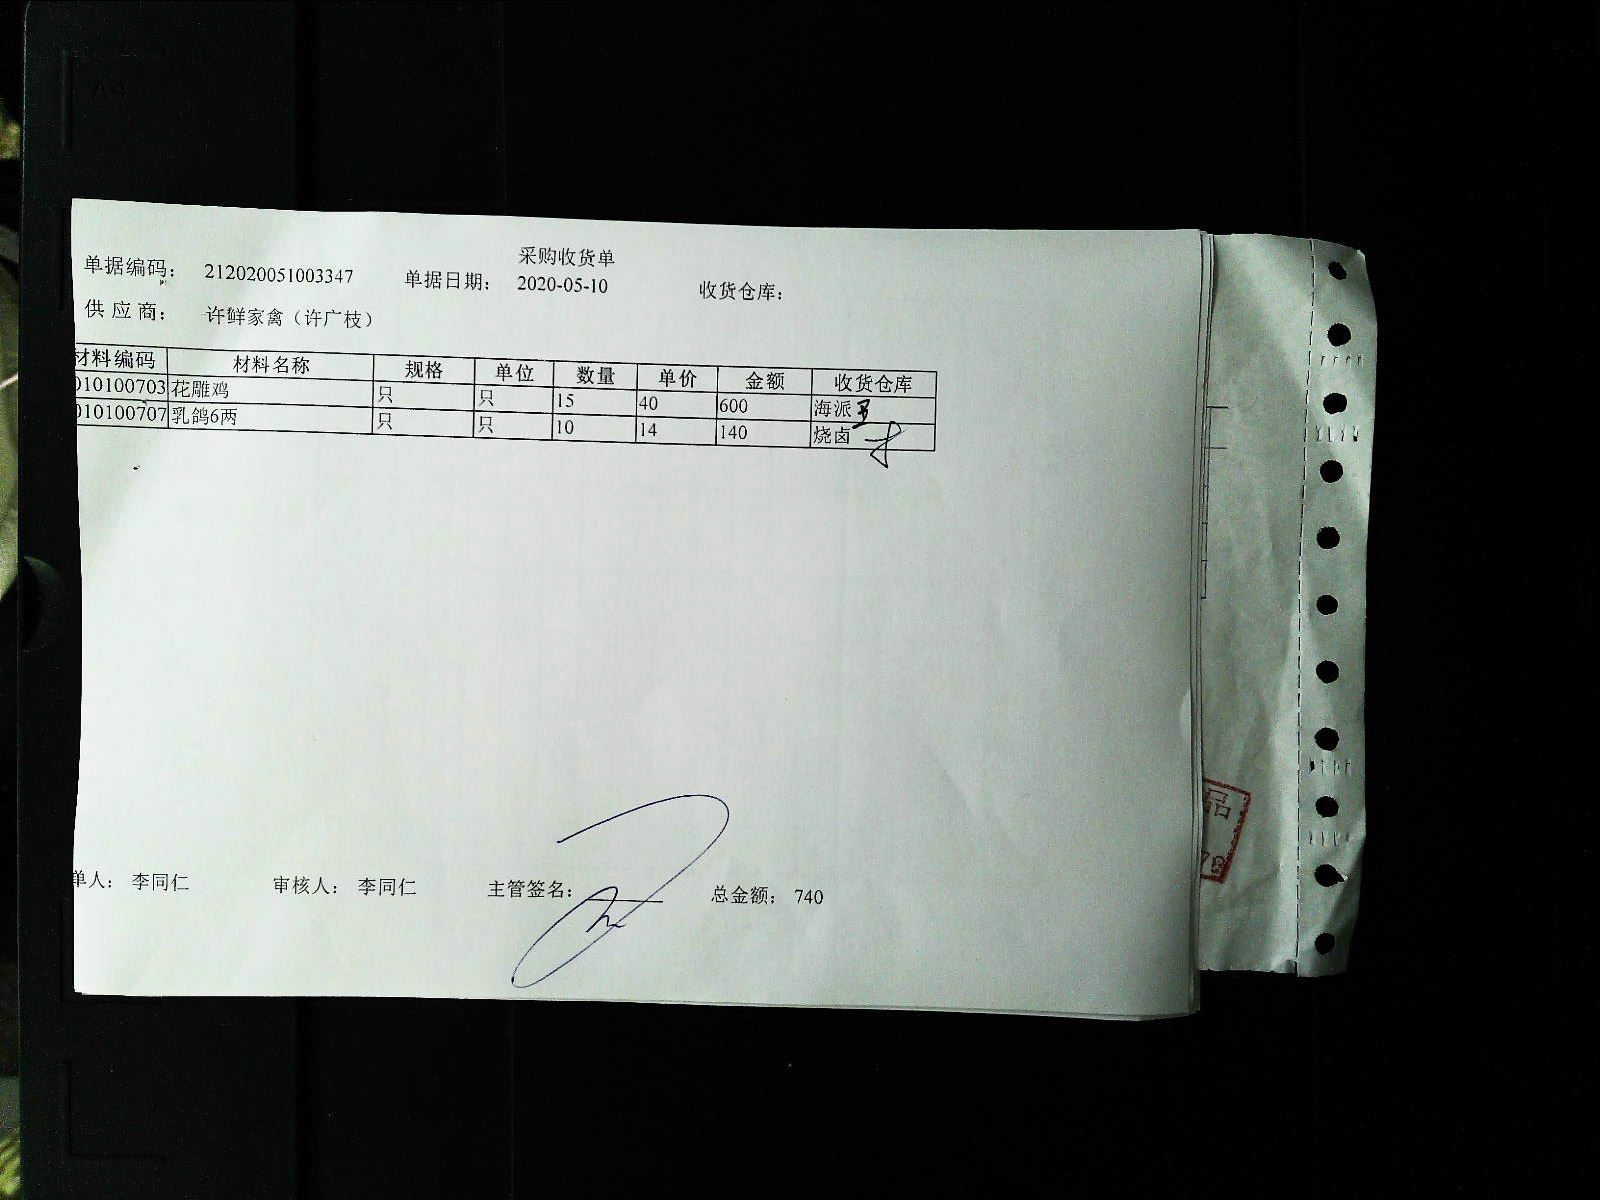 采购收货单
单据编码： 212020051003347 单据日期： 2020-05-10 收货仓库：
供应商： 许鲜家禽（许广枝）
材料编码 材料名称 规格 单位 数量 单价 金额 收货仓库
010100703 花雕鸡 只 只 15 40 600 海派
010100707 乳鸽6两 只 只 10 14 140 烧卤
单人： 李同仁 审核人： 李同仁 主管签名： 总金额： 740
品
A4